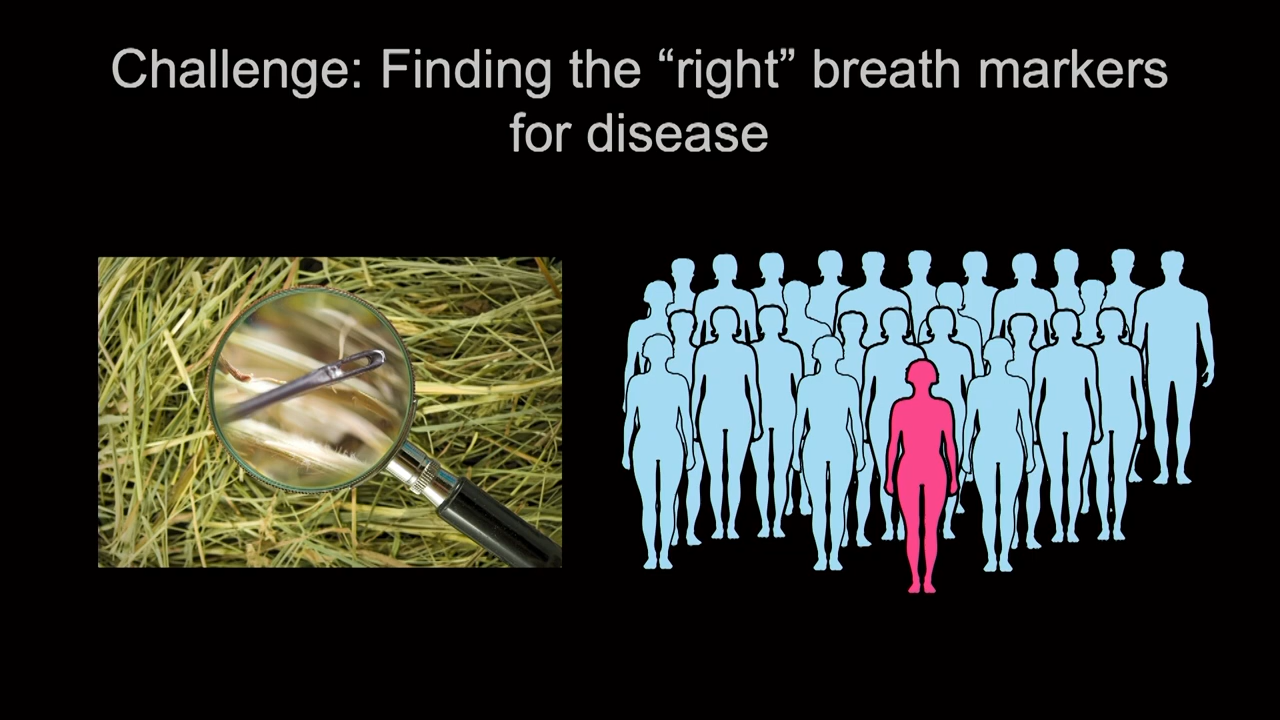 Challenge: Finding the “right” breath markers
for disease